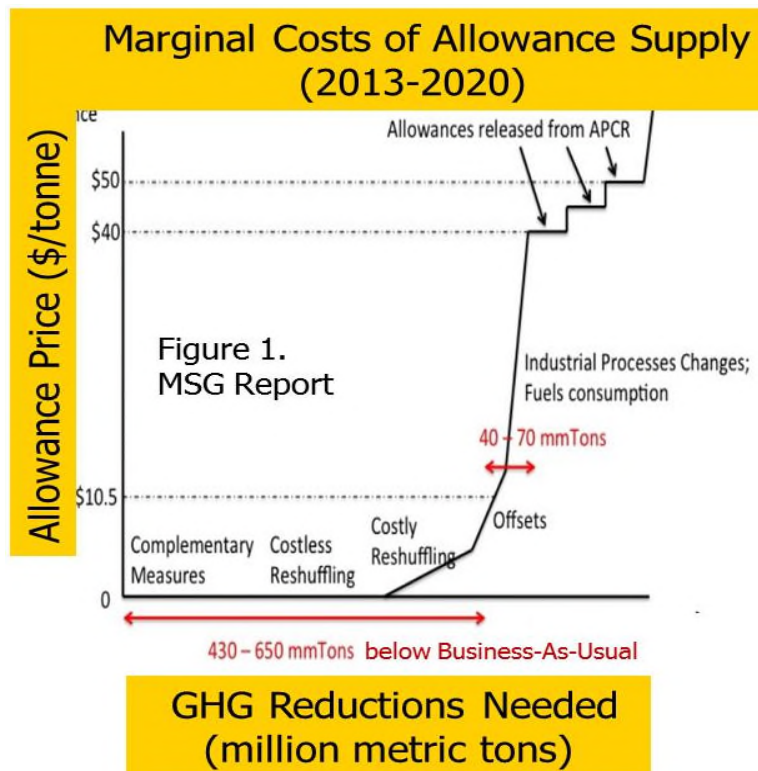 Marginal Costs of Allowance Supply
(2013-2020)
Allowance Price ($/tonne)
Allowances released from APCR
$50
$40
Figure 1.
MSG Report
Industrial Processes Changes;
Fuels consumption
40 – 70 mmTons
$10.5
Costly
Reshuffling
Offsets
Complementary
Measures
Costless
Reshuffling
0
430 – 650 mmTons below Business-As-Usual
GHG Reductions Needed
(million metric tons)